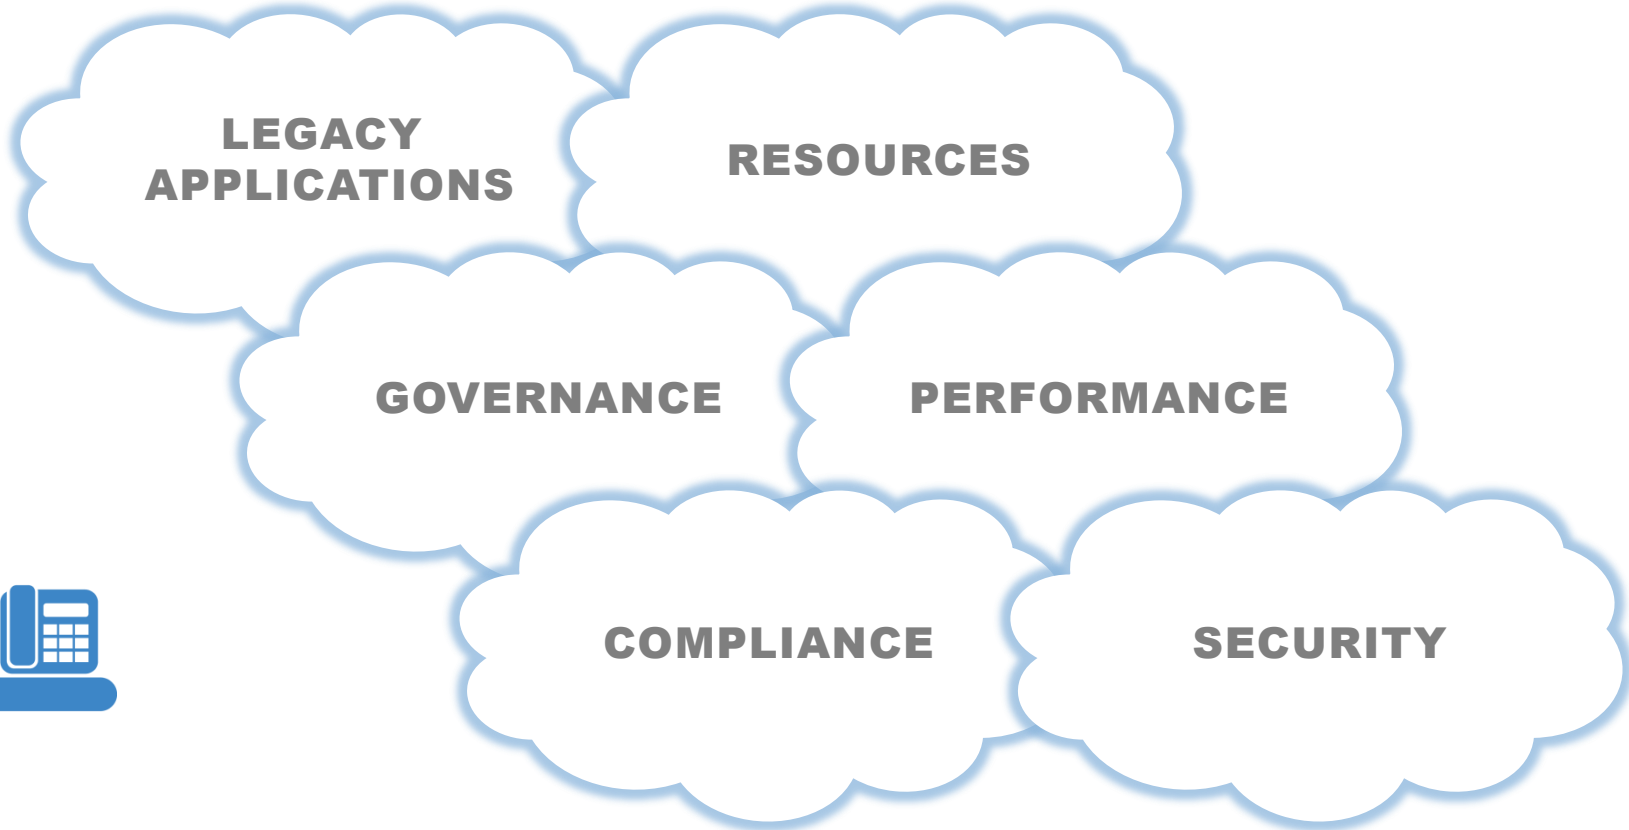 LEGACY
APPLICATIONS
RESOURCES
GOVERNANCE
PERFORMANCE
COMPLIANCE
SECURITY